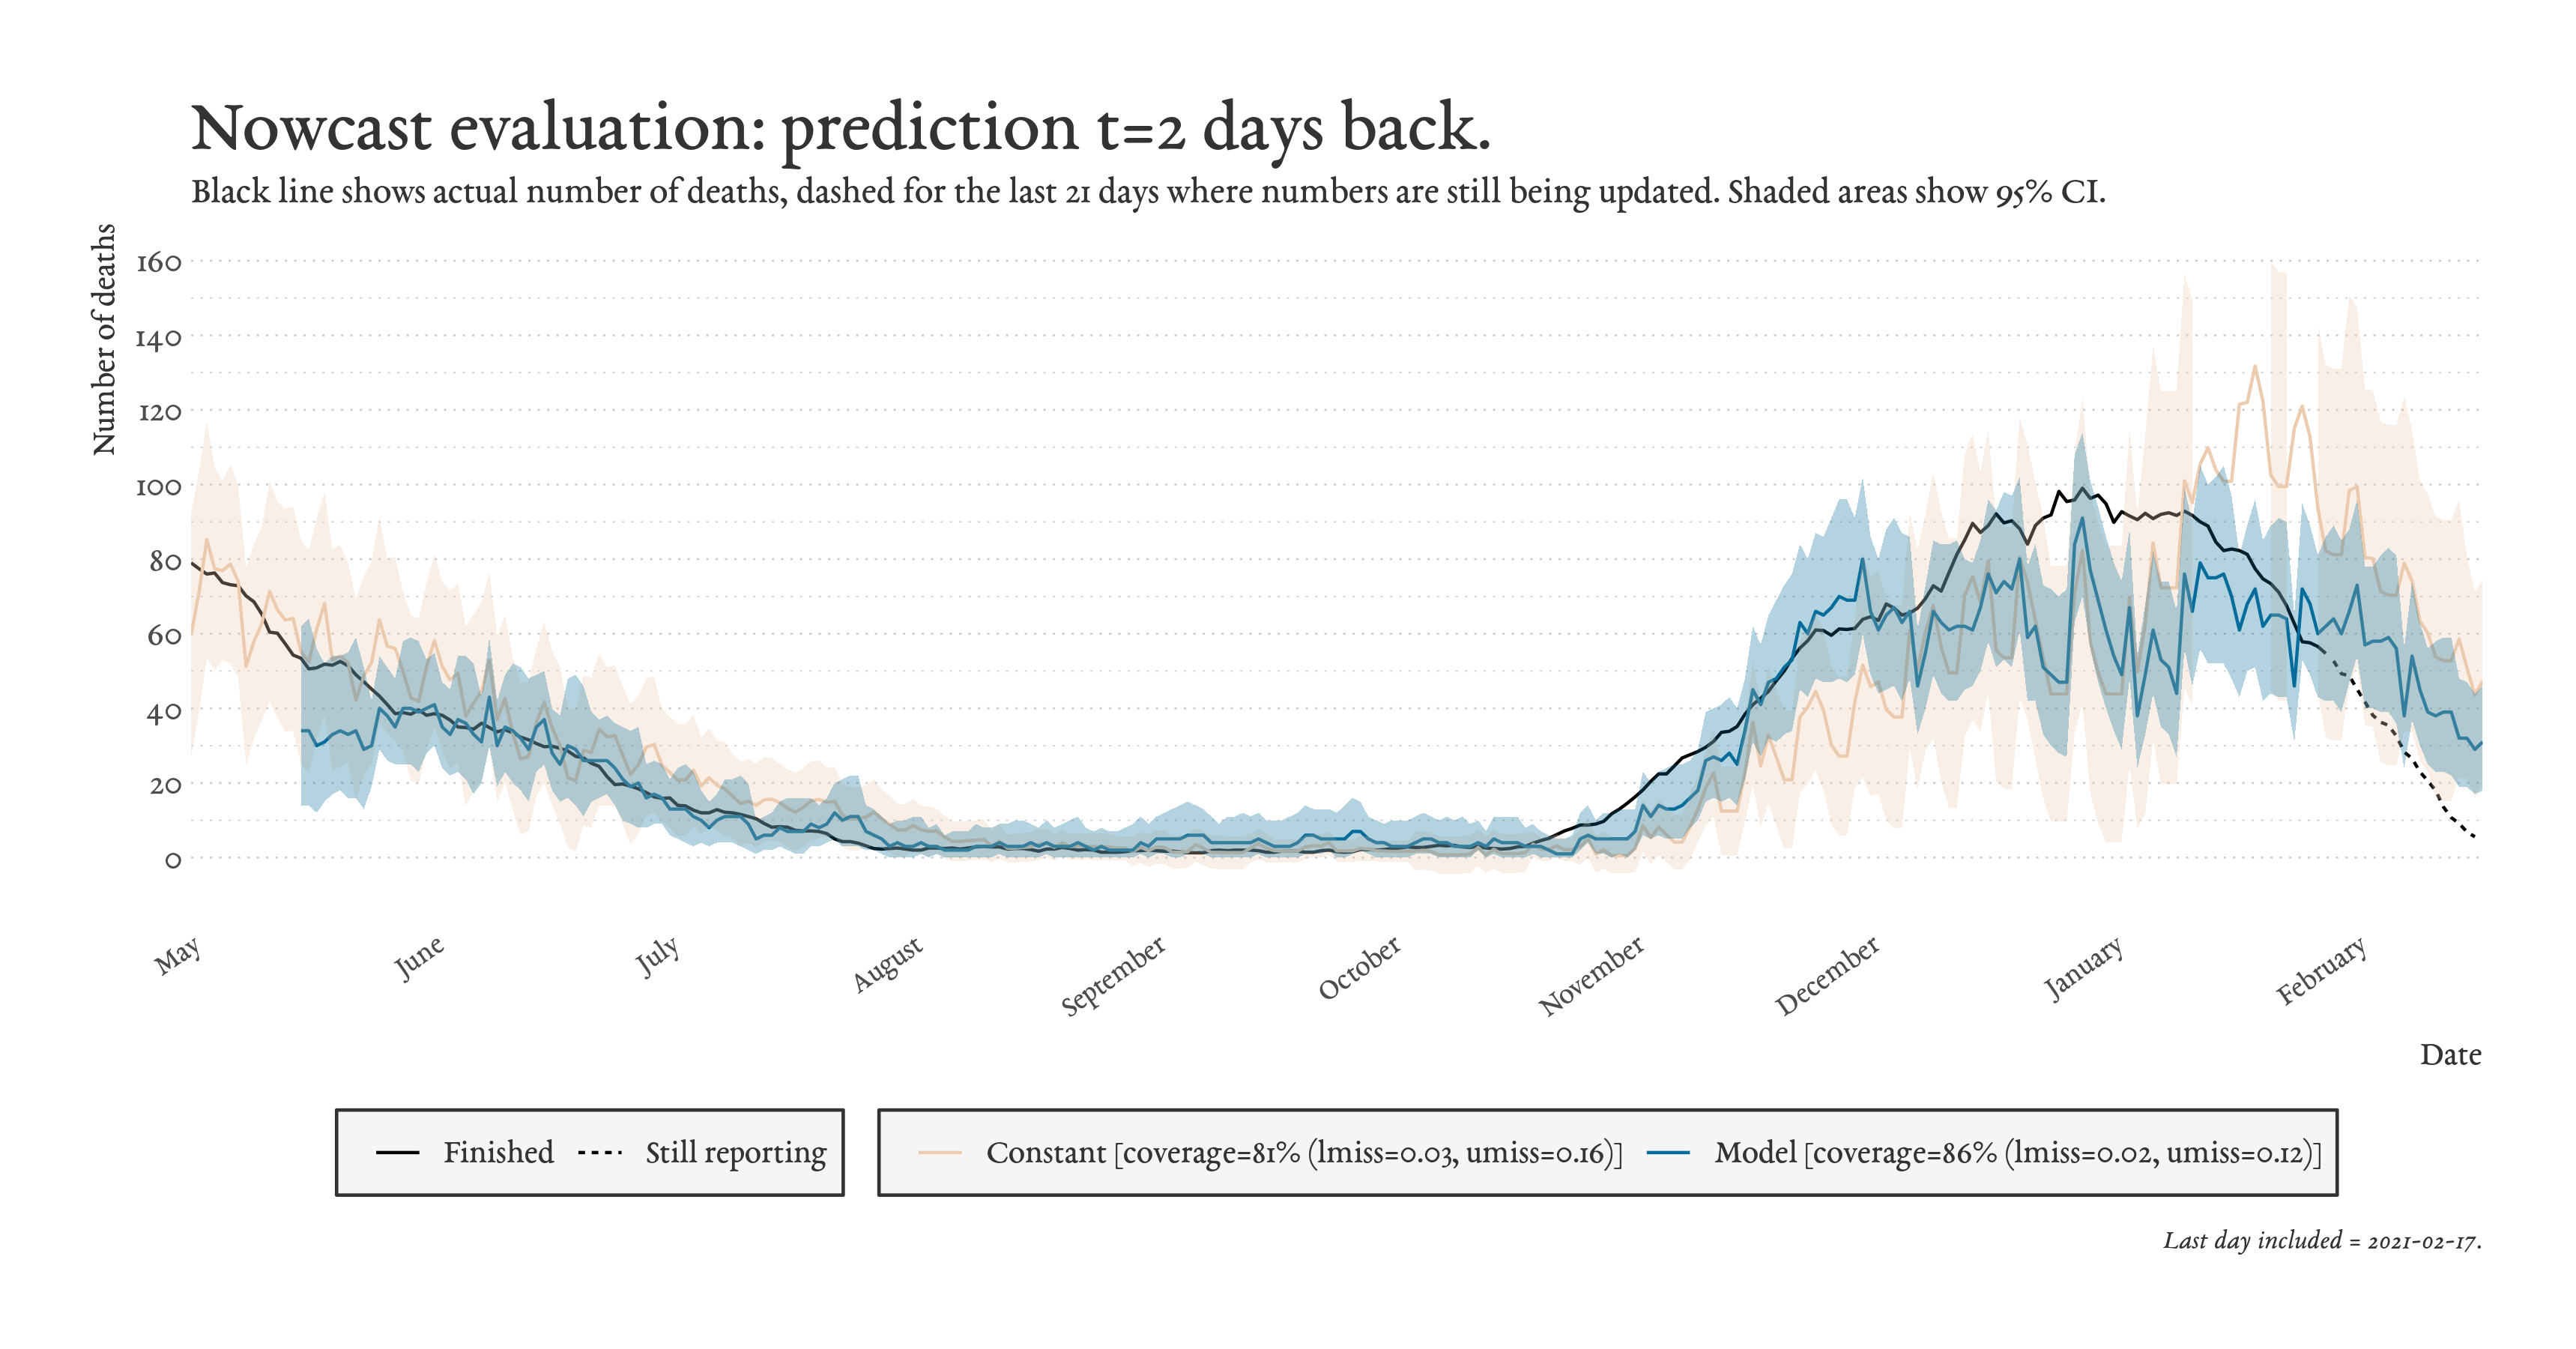 Nowcast evaluation: prediction t=2 days back.
Black line shows actual number of deaths, dashed for the last 21 days where numbers are still being updated. Shaded areas show 95% CI.
Number of deaths
160
140
120
100
80
60
40
20
0
May
June
July
August
September
October
November
December
January
February
Date
Finished
Still reporting
Constant [coverage=81% (lmiss=0.03, umiss=0.16)]
Model [coverage=86% (lmiss=0.02, umiss=0.12)]
Last day included = 2021-02-17.